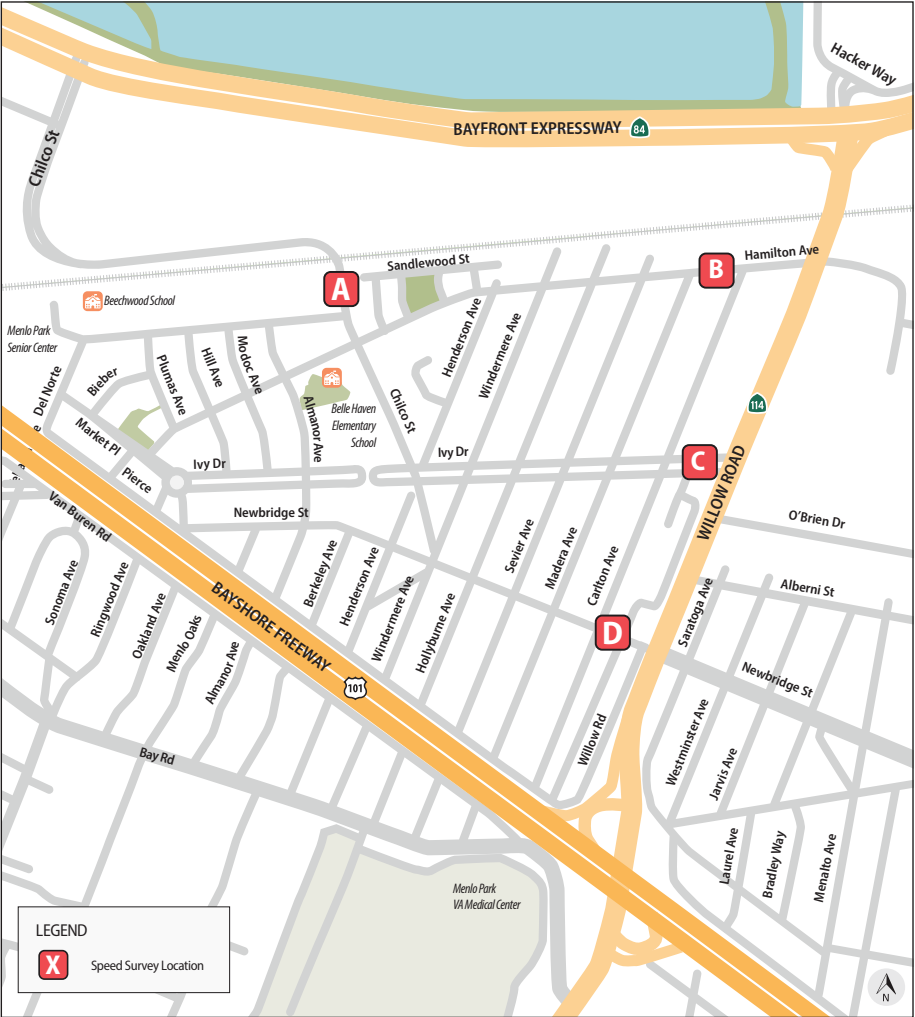 Hacker Way
BAYFRONT EXPRESSWAY
84
Chilco St
Hamilton Ave
Sandlewood St
B
A
Beechwood School
Menlo Park
Senior Center
Henderson Ave
Windermere Ave
Del Norte
Bieber
Plumas Ave
Hill Ave
Modoc Ave
Almanor Ave
Belle Haven
Elementary
School
Chilco St
114
Market Pl
Pierce
Ivy Dr
Ivy Dr
C
WILLOW ROAD
Van Buren Rd
Newbridge St
O'Brien Dr
Sonoma Ave
Ringwood Ave
Oakland Ave
Menlo Oaks
Almanor Ave
BAYSHORE FREEWAY
101
Berkeley Ave
Henderson Ave
Windermere Ave
Hollyburne Ave
Sevier Ave
Madera Ave
Carlton Ave
D
Saratoga Ave
Alberni St
Newbridge St
Willow Rd
Westminster Ave
Jarvis Ave
Bay Rd
Laurel Ave
Bradley Way
Menalto Ave
Menlo Park
VA Medical Center
LEGEND
X
Speed Survey Location
N